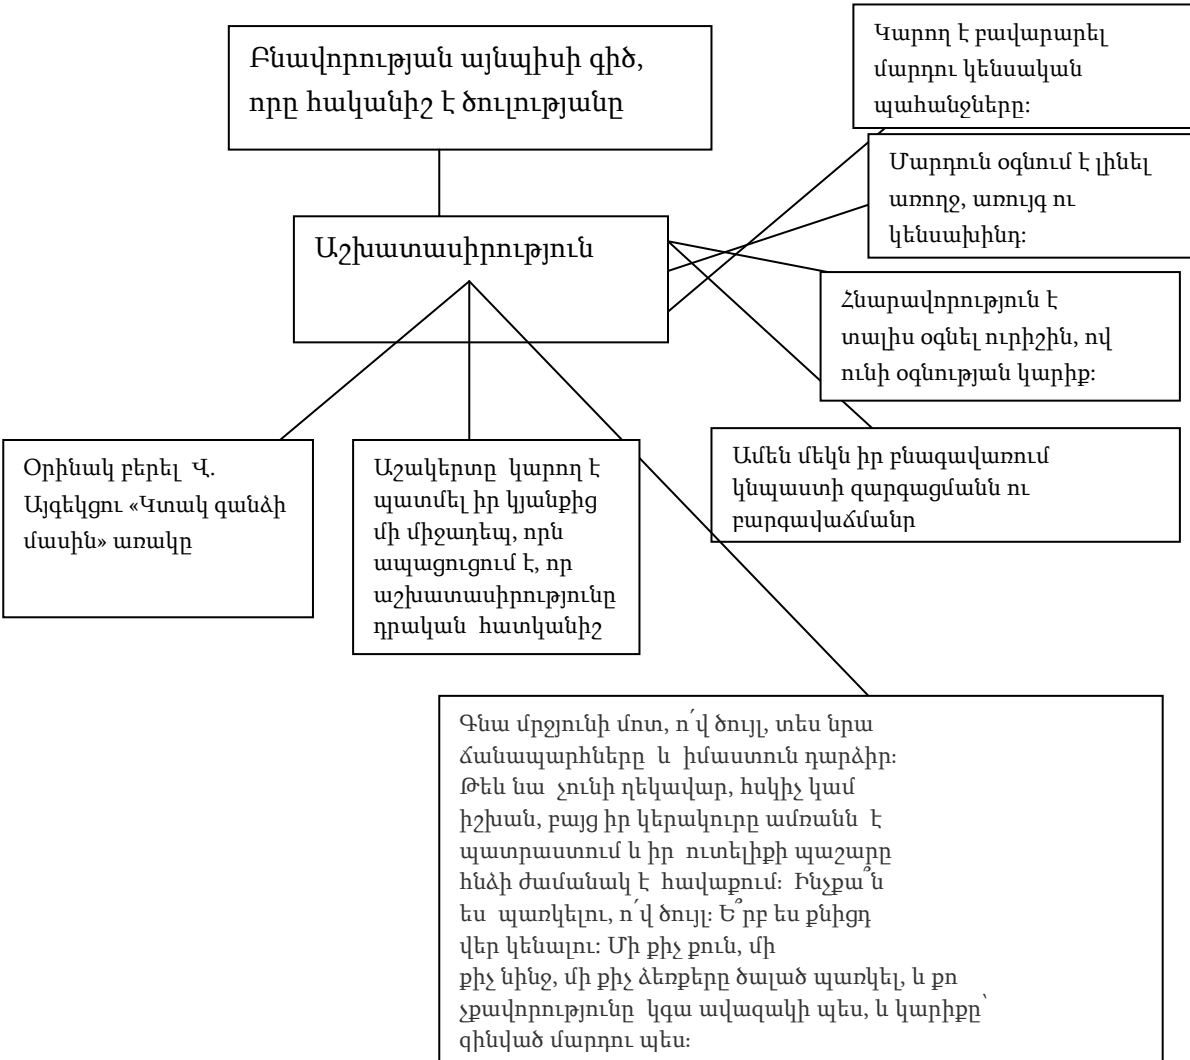 Բնավորության այնպիսի գիծ,
որը հականիշ է ծուլությանը
Կարող է բավարարել
մարդու կենսական
պահանջները:
Մարդուն օգնում է լինել
առողջ, առույգ ու
կենսախինդ:
Աշխատասիրություն
Հնարավորություն է
տալիս օգնել ուրիշին, ով
ունի օգնության կարիք:
Ամեն մեկն իր բնագավառում
կնպաստի զարգացմանն ու
բարգավաճմանր
Օրինակ բերել Վ.
Այգեկցու «Կտակ գանձի
մասին» առակը
Աշակերտը կարող է
պատմել իր կյանքից
մի միջադեպ, որն
ապացուցում է, որ
աշխատասիրությունը
դրական հատկանիշ
Գնա մրջյունի մոտ, ո՛վ ծույլ, տես նրա
ճանապարհները և իմաստուն դարձիր:
Թեև նա չունի ղեկավար, հսկիչ կամ
իշխան, բայց իր կերակուրը ամռանն է
պատրաստում և իր ուտելիքի պաշարը
հնձի ժամանակ է հավաքում: Ինչքա՞ն
ես պառկելու, ո՛վ ծույլ: Ե՞րբ ես քնիցդ
վեր կենալու: Մի քիչ քուն, մի
քիչ նինջ, մի քիչ ձեռքերը ծալած պառկել, և քո
չքավորությունը կգա ավազակի պես, և կարիքը՝
զինված մարդու պես: